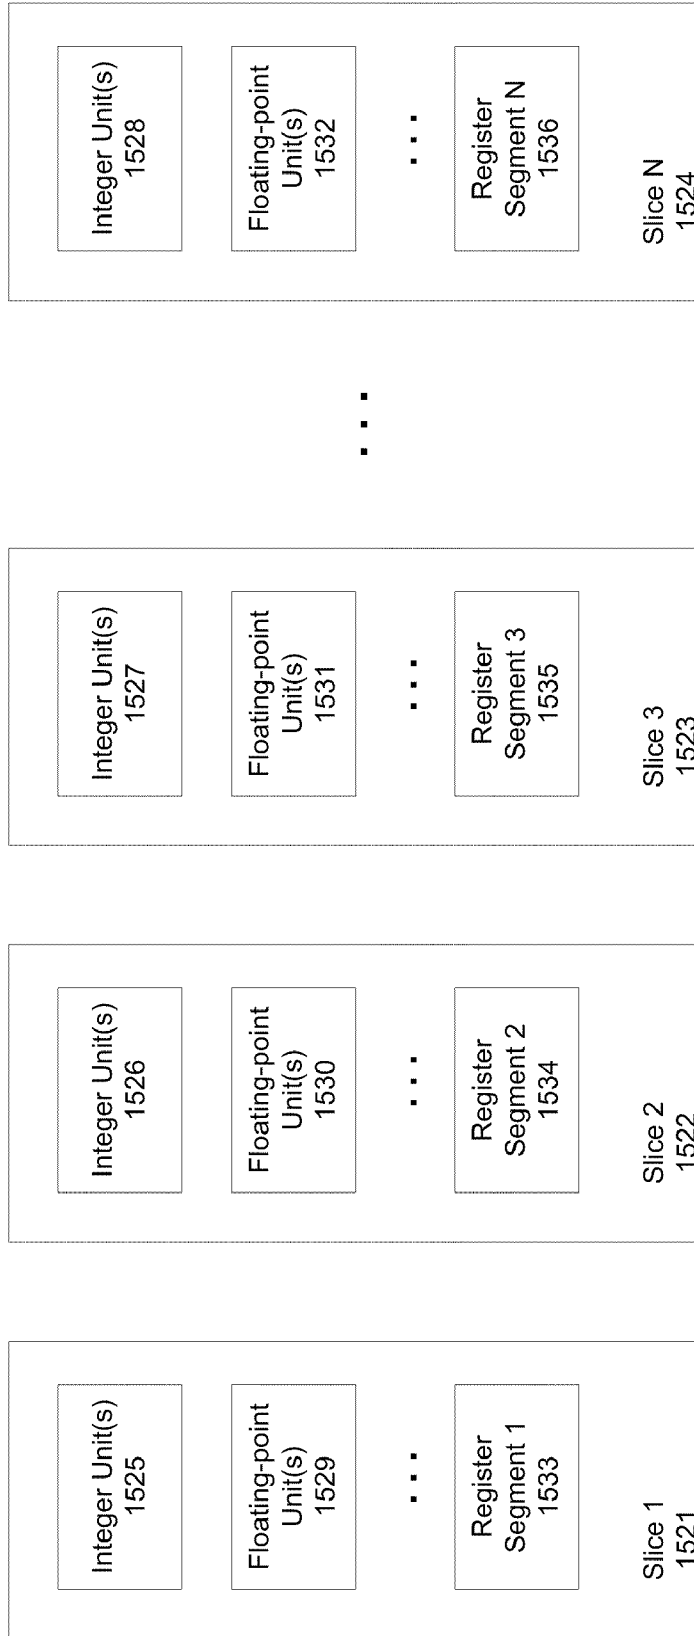 Integer Unit(s)
1525
Floating-point
Unit(s)
1529
Register
Segment 1
1533
Slice 1
1521
Integer Unit(s)
1526
Floating-point
Unit(s)
1530
Register
Segment 2
1534
Slice 2
1522
Integer Unit(s)
1527
Floating-point
Unit(s)
1531
Register
Segment 3
1535
Slice 3
1523
Integer Unit(s)
1528
Floating-point
Unit(s)
1532
Register
Segment N
1536
Slice N
1524